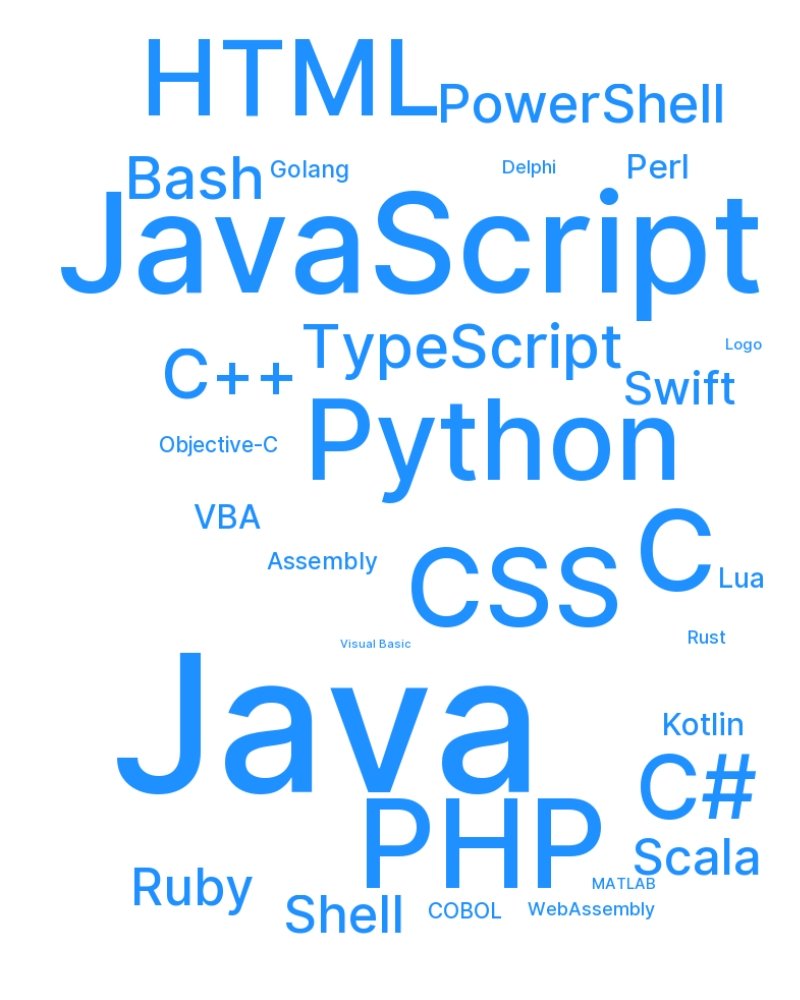 HTML
PowerShell
Bash
Golang
Delphi
Perl
JavaScript
TypeScript
Logo
C++
Swift
Python
Objective-C
VBA
C
Assembly
CSS
Lua
Rust
Visual Basic
Java
Kotlin
C#
PHP
Scala
MATLAB
Ruby
Shell
COBOL
WebAssembly